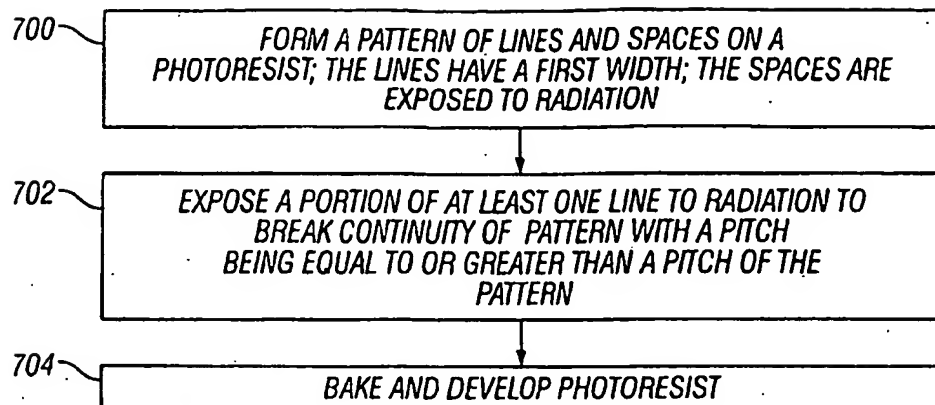 700
FORM A PATTERN OF LINES AND SPACES ON A
PHOTORESIST; THE LINES HAVE A FIRST WIDTH; THE SPACES ARE
EXPOSED TO RADIATION
702
EXPOSE A PORTION OF AT LEAST ONE LINE TO RADIATION TO
BREAK CONTINUITY OF PATTERN WITH A PITCH
BEING EQUAL TO OR GREATER THAN A PITCH OF THE
PATTERN
704
BAKE AND DEVELOP PHOTORESIST